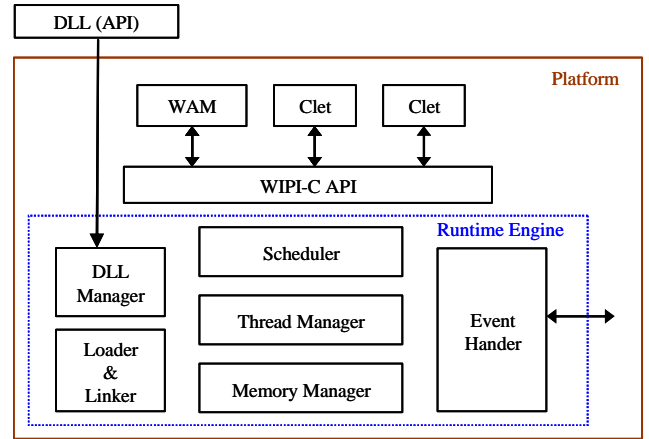 DLL (API)
Platform
WAM
Clet
Clet
WIPI-C API
Runtime Engine
DLL
Manager
Scheduler
Thread Manager
Event
Hander
Loader
&
Linker
Memory Manager